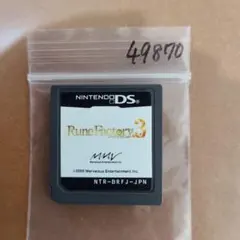 49870
NINTENDO DS
Rune Factory 3
MMV
©2009 Marvelous Entertainment Inc.
NTR-BRFJ-JPN